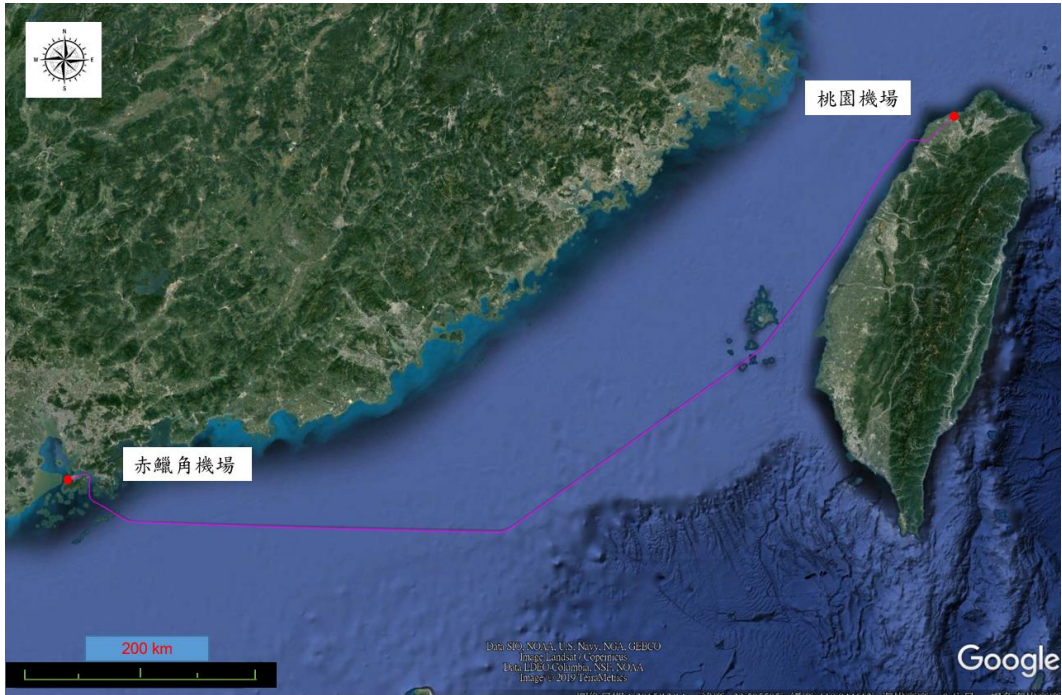 N
W E
S
桃園機場
赤鱲角機場
200 km
Data SIO, NOAA, U.S. Navy, NGA, GEBCO
Image Landsat / Copernicus
Data LDEO-Columbia, NSF, NOAA
Image © 2019 TerraMetrics
Google